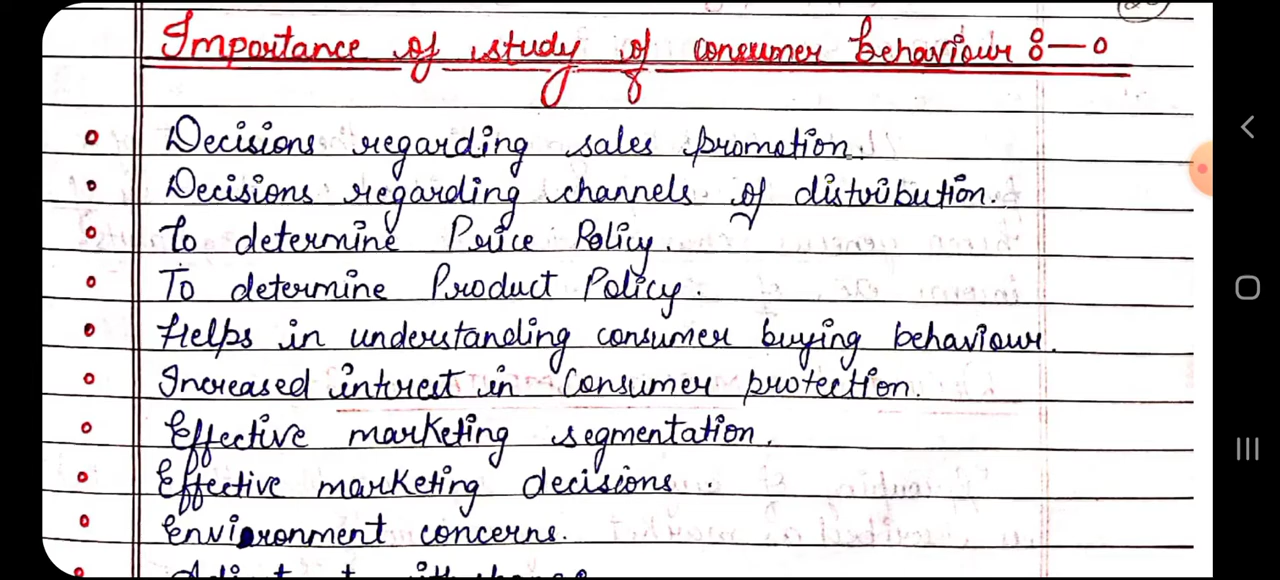 Importance of study of consumer behaviour :—
Decisions regarding sales promotion.
Decisions regarding channels of distribution.
To determine Price Policy.
To determine Product Policy.
Helps in understanding consumer buying behaviour.
Increased interest in consumer protection.
Effective marketing segmentation.
Effective marketing decisions.
Environment concerns.